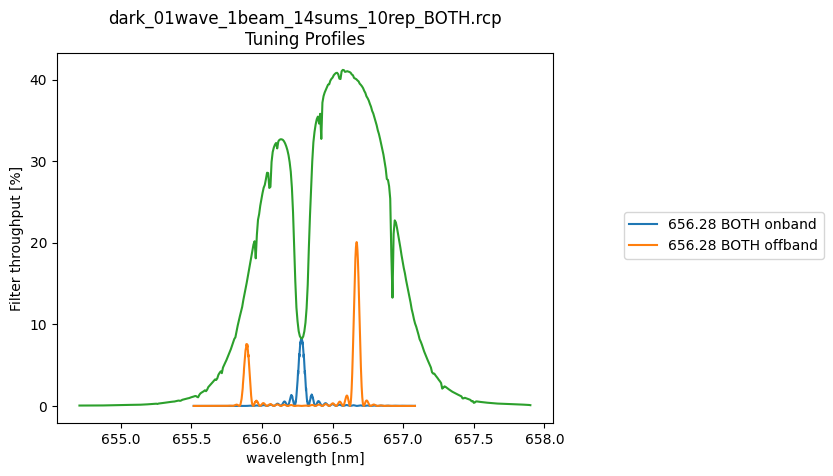 dark_01wave_1beam_14sums_10rep_BOTH.rcp
Tuning Profiles
Filter throughput [%]
40
30
20
10
0
655.0 655.5 656.0 656.5 657.0 657.5 658.0
wavelength [nm]
656.28 BOTH onband
656.28 BOTH offband